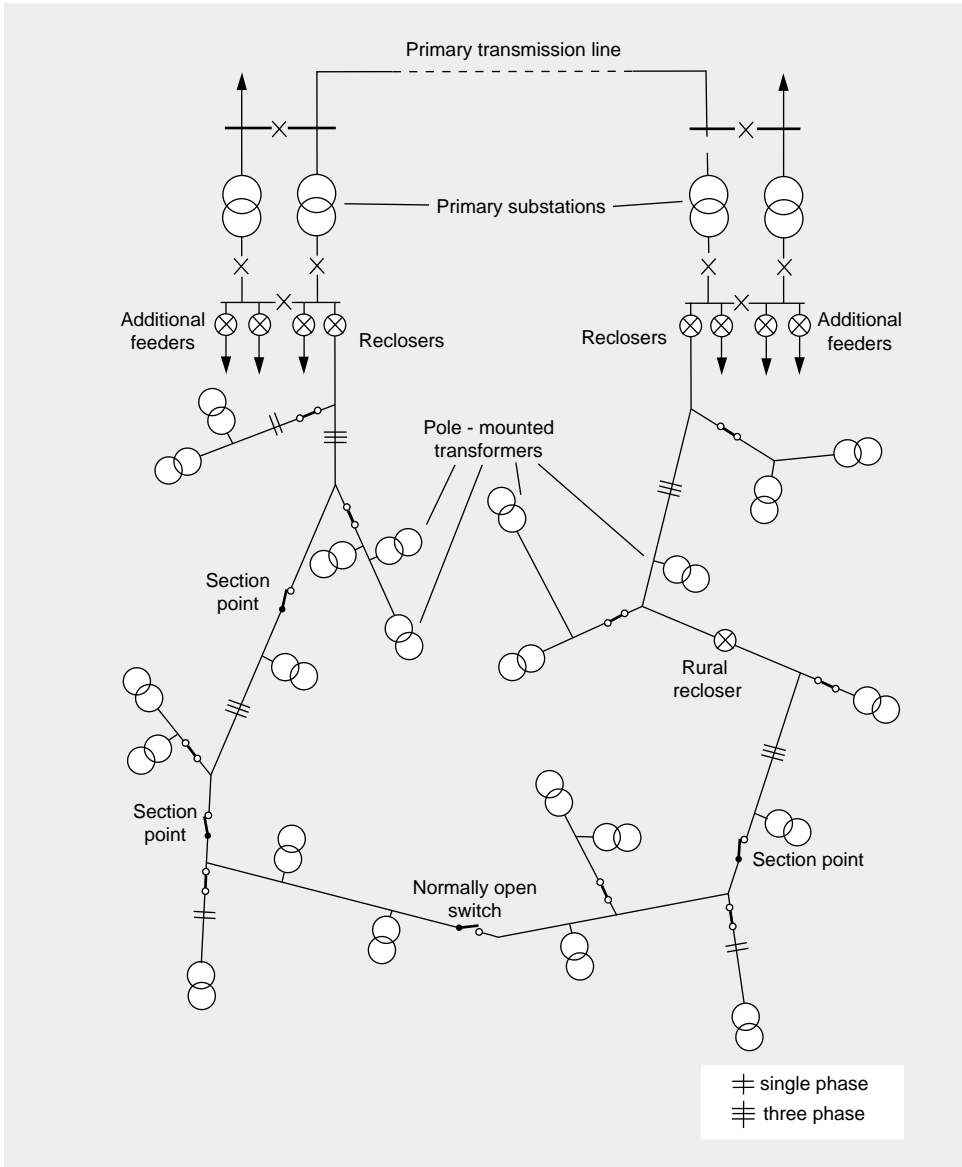 Primary transmission line
Primary substations
Additional
feeders
Reclosers
Reclosers
Additional
feeders
Pole - mounted
transformers
Section
point
Rural
recloser
Section
point
Normally open
switch
Section point
single phase
three phase